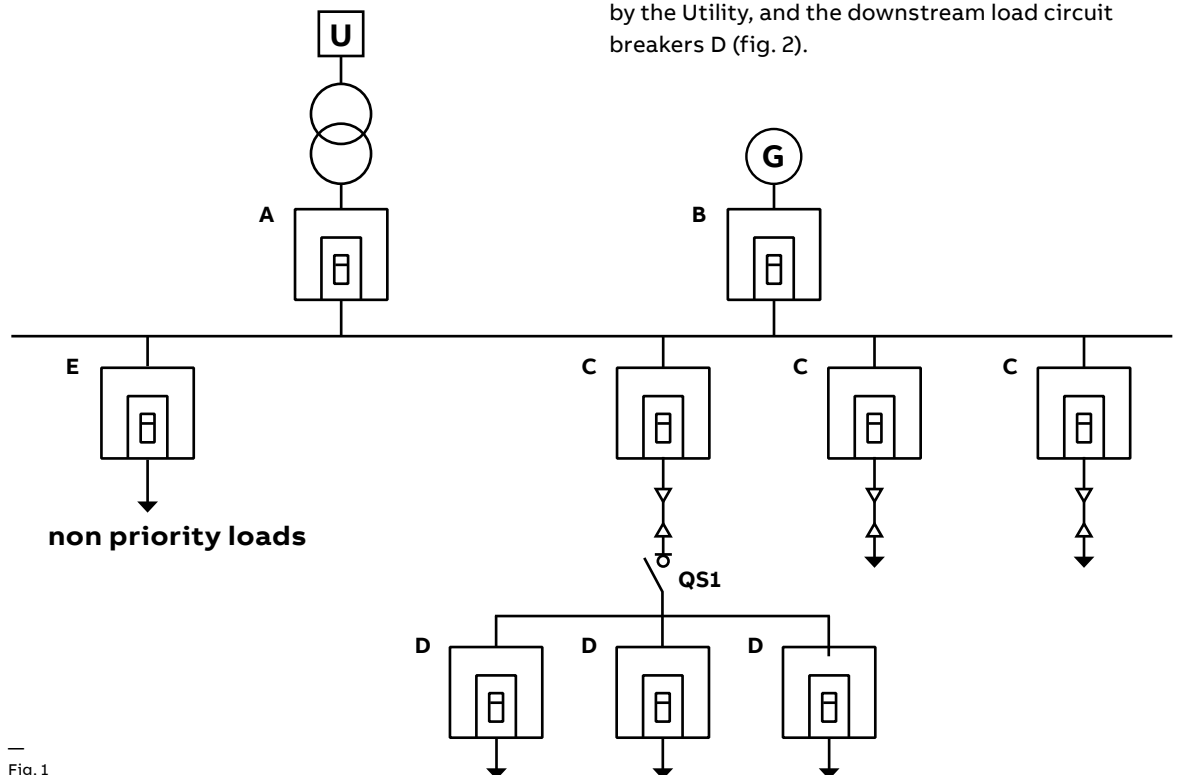 by the Utility, and the downstream load circuit
breakers D (fig. 2).
U
G
A
B
E
C
C
C
non priority loads
QS1
D
D
D
—
Fig. 1